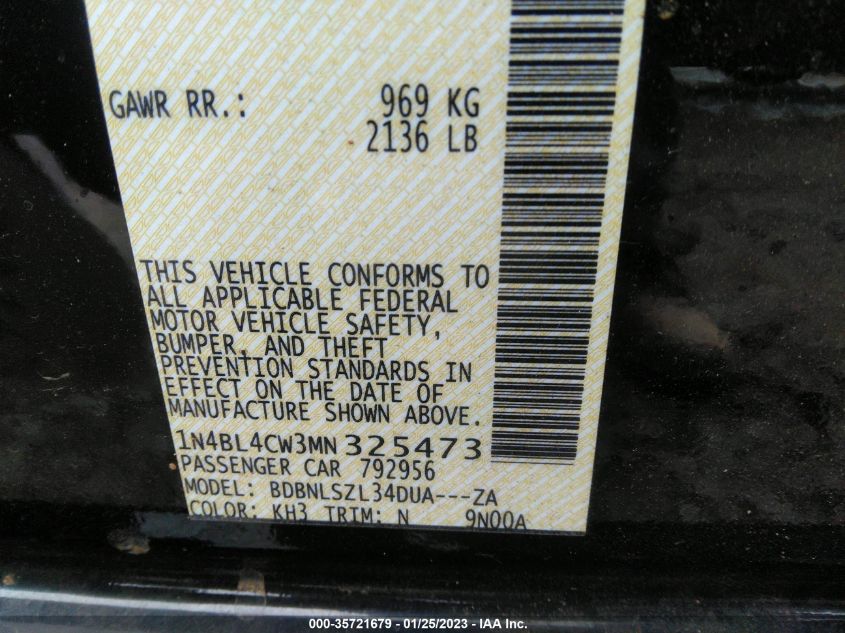 GAWR RR.: 969 KG
2136 LB
THIS VEHICLE CONFORMS TO
ALL APPLICABLE FEDERAL
MOTOR VEHICLE SAFETY,
BUMPER, AND THEFT
PREVENTION STANDARDS IN
EFFECT ON THE DATE OF
MANUFACTURE SHOWN ABOVE.
1N4BL4CW3MN325473
PASSENGER CAR 792956
MODEL: BDBNLSZL34DUA---ZA
COLOR: KH3 TRIM: N 9N00A
000-35721679 - 01/25/2023 - IAA Inc.